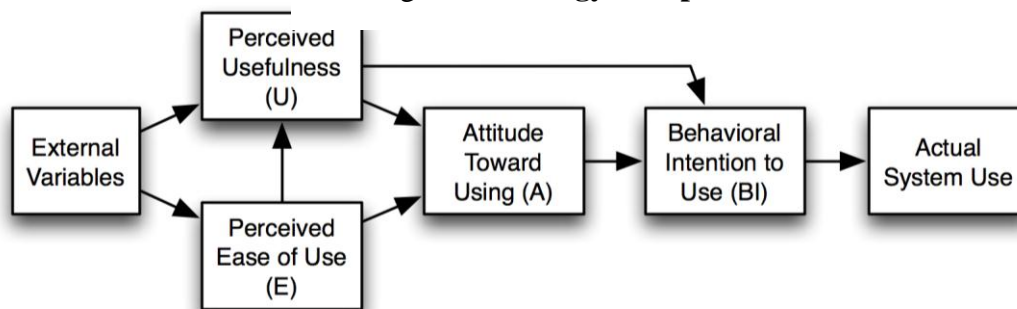 Perceived
Usefulness
(U)
External
Variables
Perceived
Ease of Use
(E)
Attitude
Toward
Using (A)
Behavioral
Intention to
Use (BI)
Actual
System Use